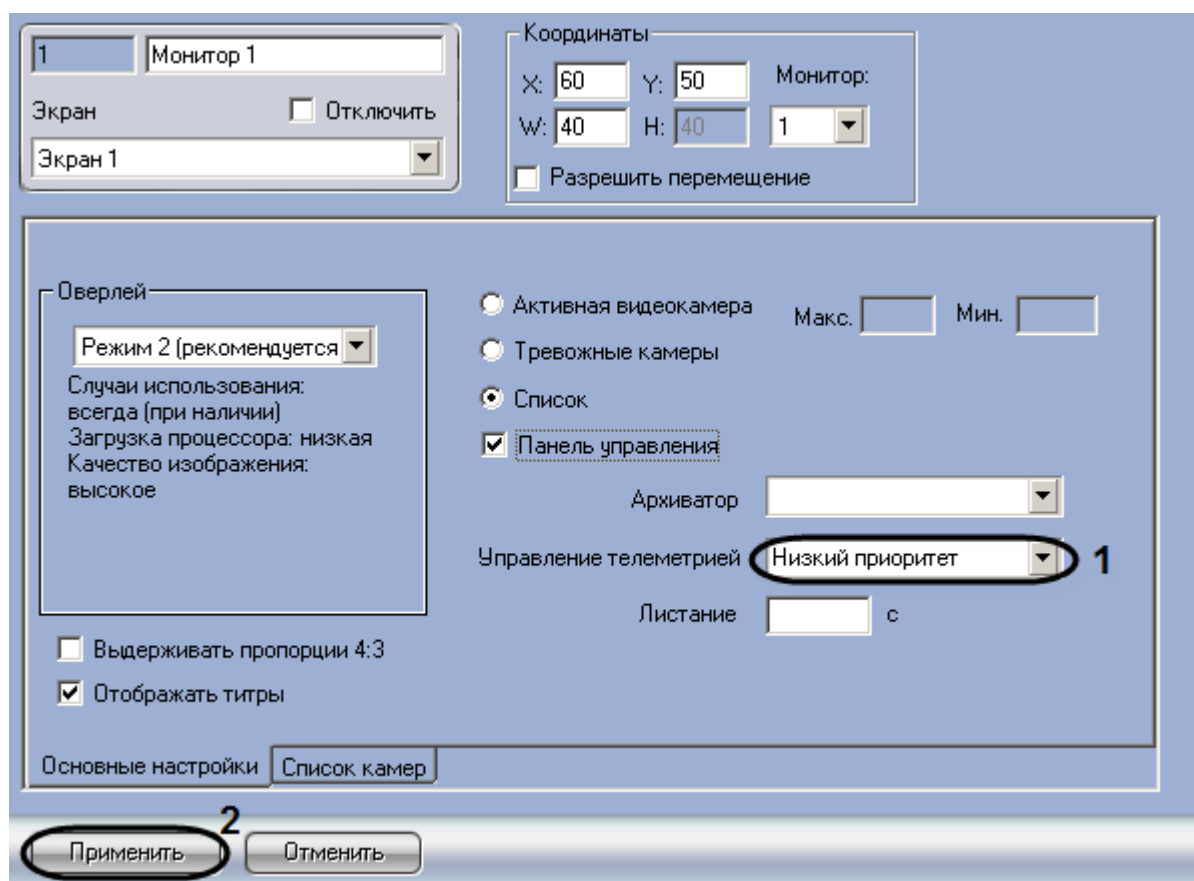 1 Монитор 1
Экран Отключить
Экран 1
Координаты
X: 60 Y: 50 Монитор:
W: 40 H: 40 1
Разрешить перемещение
Оверлей
Режим 2 (рекомендуется
Случаи использования:
всегда (при наличии)
Загрузка процессора: низкая
Качество изображения:
высокое
Выдерживать пропорции 4:3
Отображать титры
Активная видеокамера Макс. Мин.
Тревожные камеры
Список
Панель управления
Архиватор
Управление телеметрией Низкий приоритет 1
Листание с
Основные настройки Список камер
2
Применить Отменить